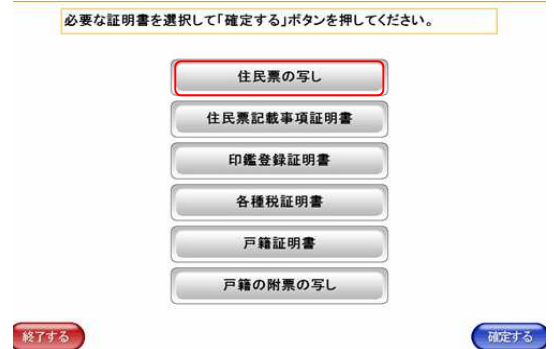 必要な証明書を選択して「確定する」ボタンを押してください。
住民票の写し
住民票記載事項証明書
印鑑登録証明書
各種税証明書
戸籍証明書
戸籍の附票の写し
終了する
確定する